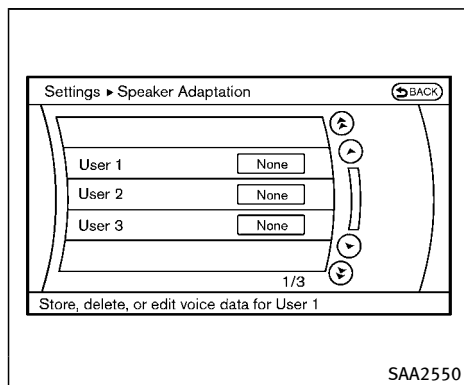 Settings ▸ Speaker Adaptation
BACK
User 1 None
User 2 None
User 3 None
1/3
Store, delete, or edit voice data for User 1
SAA2550